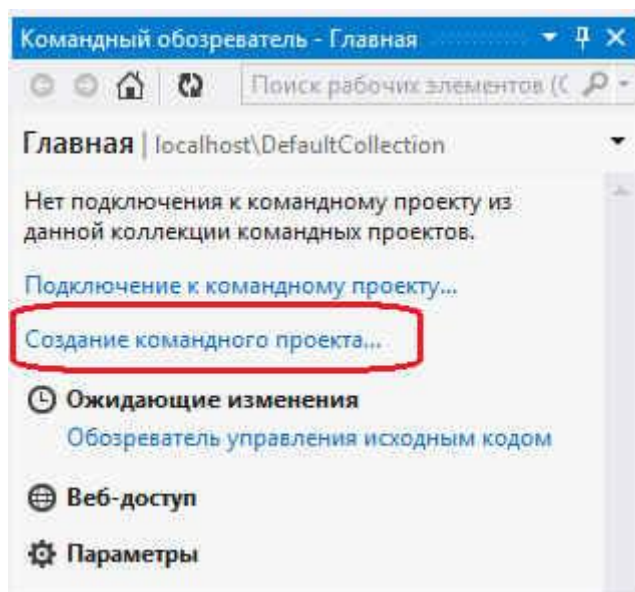 Командный обозреватель - Главная
Поиск рабочих элементов (C
Главная | localhost\DefaultCollection
Нет подключения к командному проекту из
данной коллекции командных проектов.
Подключение к командному проекту...
Создание командного проекта...
Ожидающие изменения
Обозреватель управления исходным кодом
Веб-доступ
Параметры